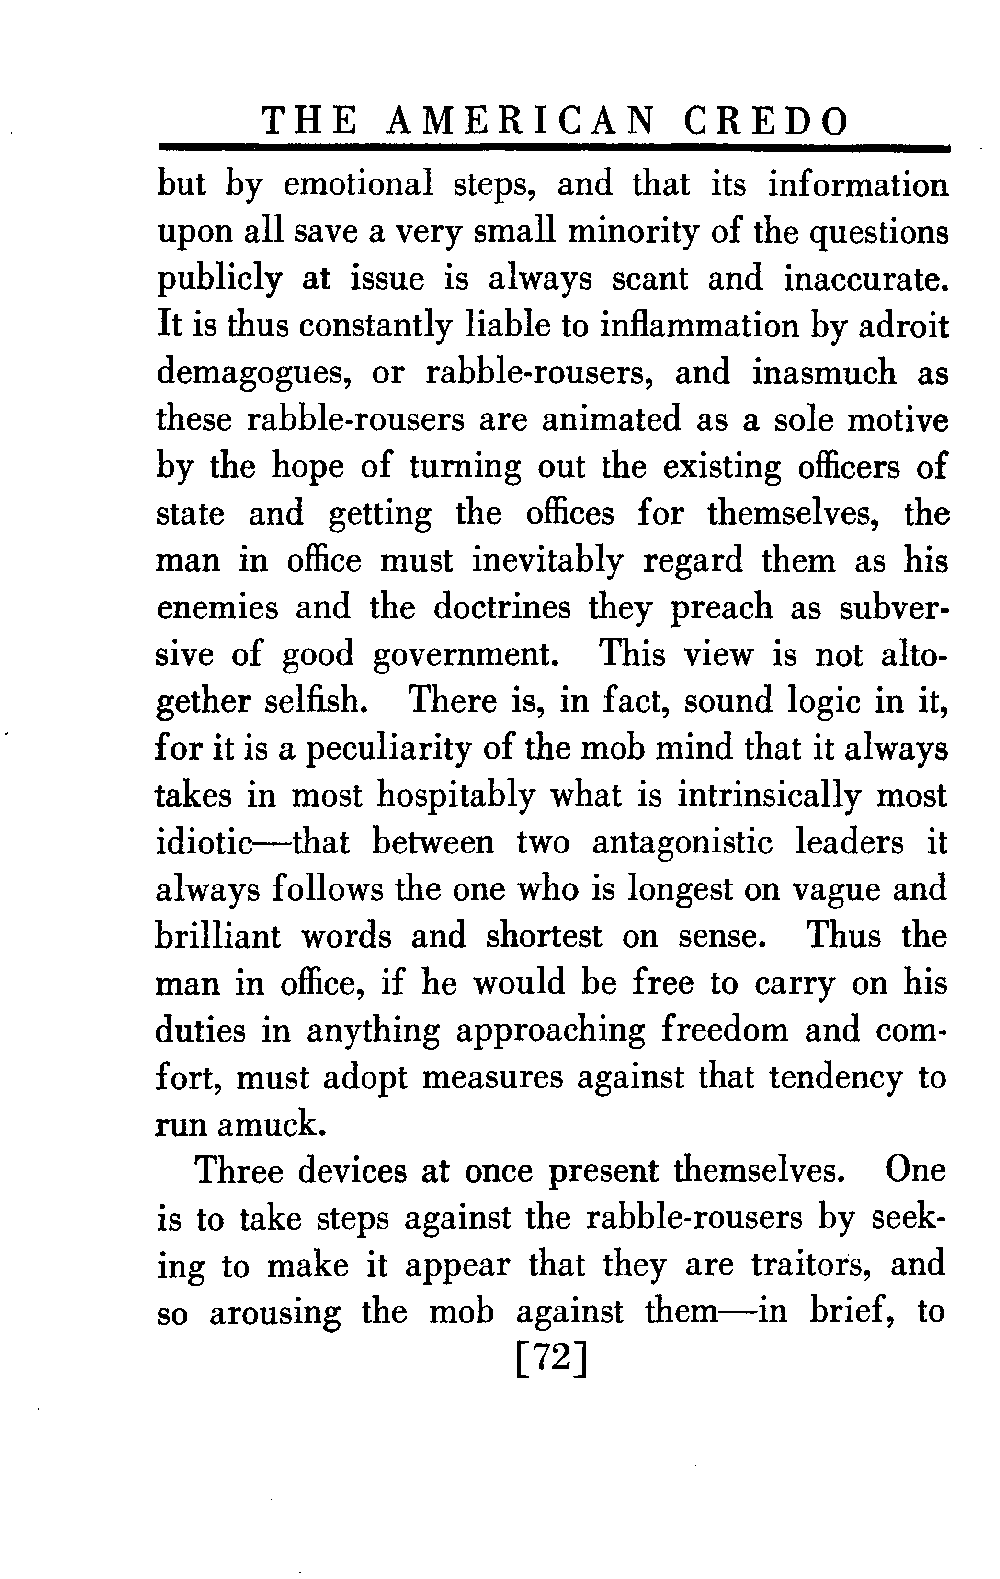 THE AMERICAN CREDO
but by emotional steps, and that its information
upon all save a very small minority of the questions
publicly at issue is always scant and inaccurate.
It is thus constantly liable to inflammation by adroit
demagogues, or rabble-rousers, and inasmuch as
these rabble-rousers are animated as a sole motive
by the hope of turning out the existing officers of
state and getting the offices for themselves, the
man in office must inevitably regard them as his
enemies and the doctrines they preach as subver-
sive of good government. This view is not alto-
gether selfish. There is, in fact, sound logic in it,
for it is a peculiarity of the mob mind that it always
takes in most hospitably what is intrinsically most
idiotic—that between two antagonistic leaders it
always follows the one who is longest on vague and
brilliant words and shortest on sense. Thus the
man in office, if he would be free to carry on his
duties in anything approaching freedom and com-
fort, must adopt measures against that tendency to
run amuck.
Three devices at once present themselves. One
is to take steps against the rabble-rousers by seek-
ing to make it appear that they are traitors, and
so arousing the mob against them—in brief, to
[72]